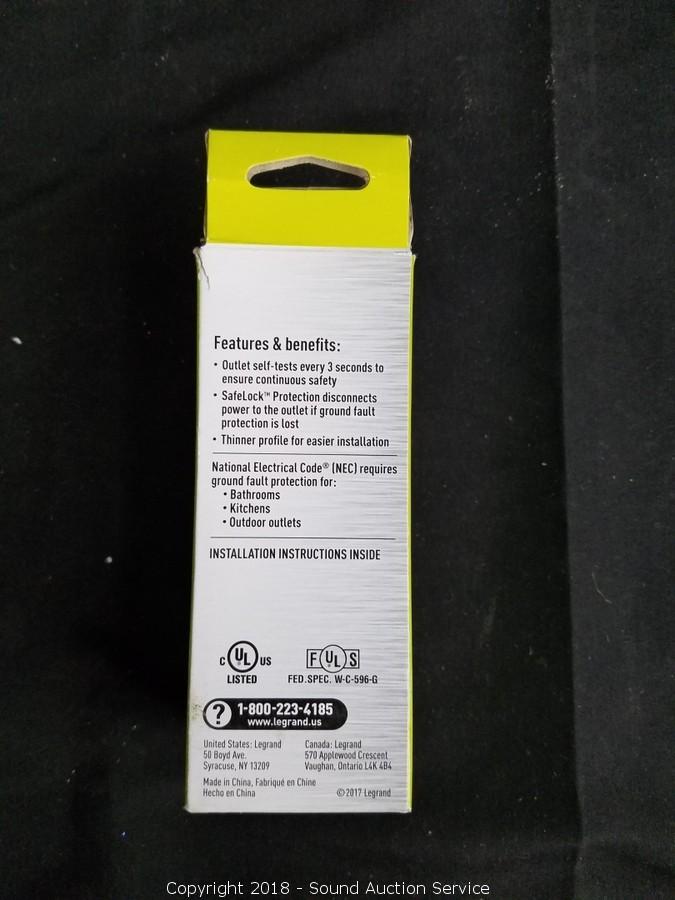 Features & benefits:
• Outlet self-tests every 3 seconds to
ensure continuous safety
• SafeLock™ Protection disconnects
power to the outlet if ground fault
protection is lost
• Thinner profile for easier installation
National Electrical Code® (NEC) requires
ground fault protection for:
• Bathrooms
• Kitchens
• Outdoor outlets
INSTALLATION INSTRUCTIONS INSIDE
C UL US
LISTED
F UL S
FED.SPEC. W-C-596-G
? 1-800-223-4185
www.legrand.us
United States: Legrand
50 Boyd Ave.
Syracuse, NY 13209
Canada: Legrand
570 Applewood Crescent
Vaughan, Ontario L4K 4B4
Made in China, Fabriqué en Chine
Hecho en China
©2017 Legrand
Copyright 2018 - Sound Auction Service